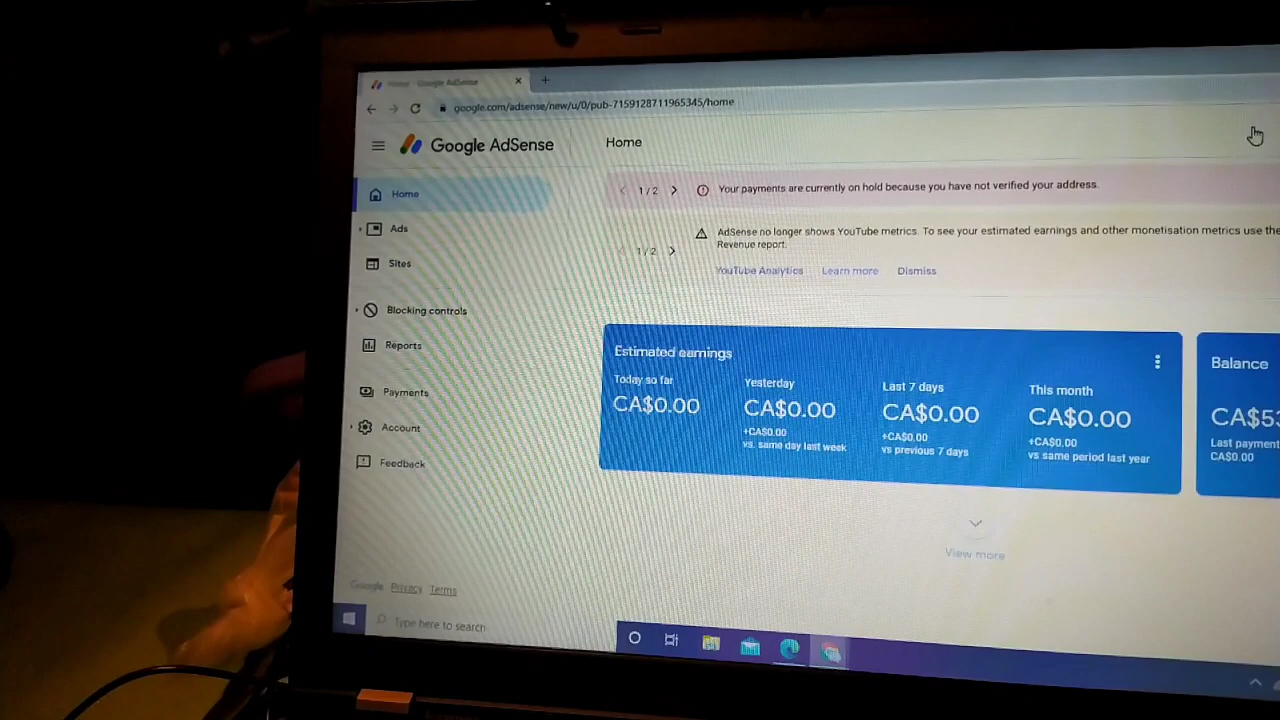 Home Google AdSense
google.com/adsense/new/u/0/pub-7159128711965345/home
Google AdSense
Home
Home
1/2
Your payments are currently on hold because you have not verified your address.
Ads
1/2
AdSense no longer shows YouTube metrics. To see your estimated earnings and other monetisation metrics use the
Revenue report.
Sites
YouTube Analytics Learn more Dismiss
Blocking controls
Reports
Payments
Account
Feedback
Estimated earnings
Today so far
CA$0.00
Yesterday
CA$0.00
+CA$0.00
vs. same day last week
Last 7 days
CA$0.00
+CA$0.00
vs previous 7 days
This month
CA$0.00
+CA$0.00
vs same period last year
Balance
CA$5
Last payment
CA$0.00
View more
Google Privacy Terms
Type here to search